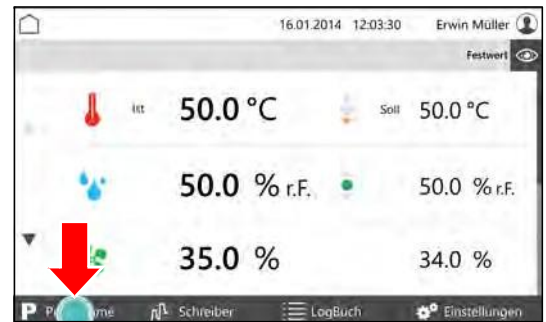 16.01.2014 12:03:30 Erwin Müller
Festwert
Ist 50.0 °C Soll 50.0 °C
50.0 % r.F. 50.0 % r.F.
35.0 % 34.0 %
P Schreiber LogBuch Einstellungen